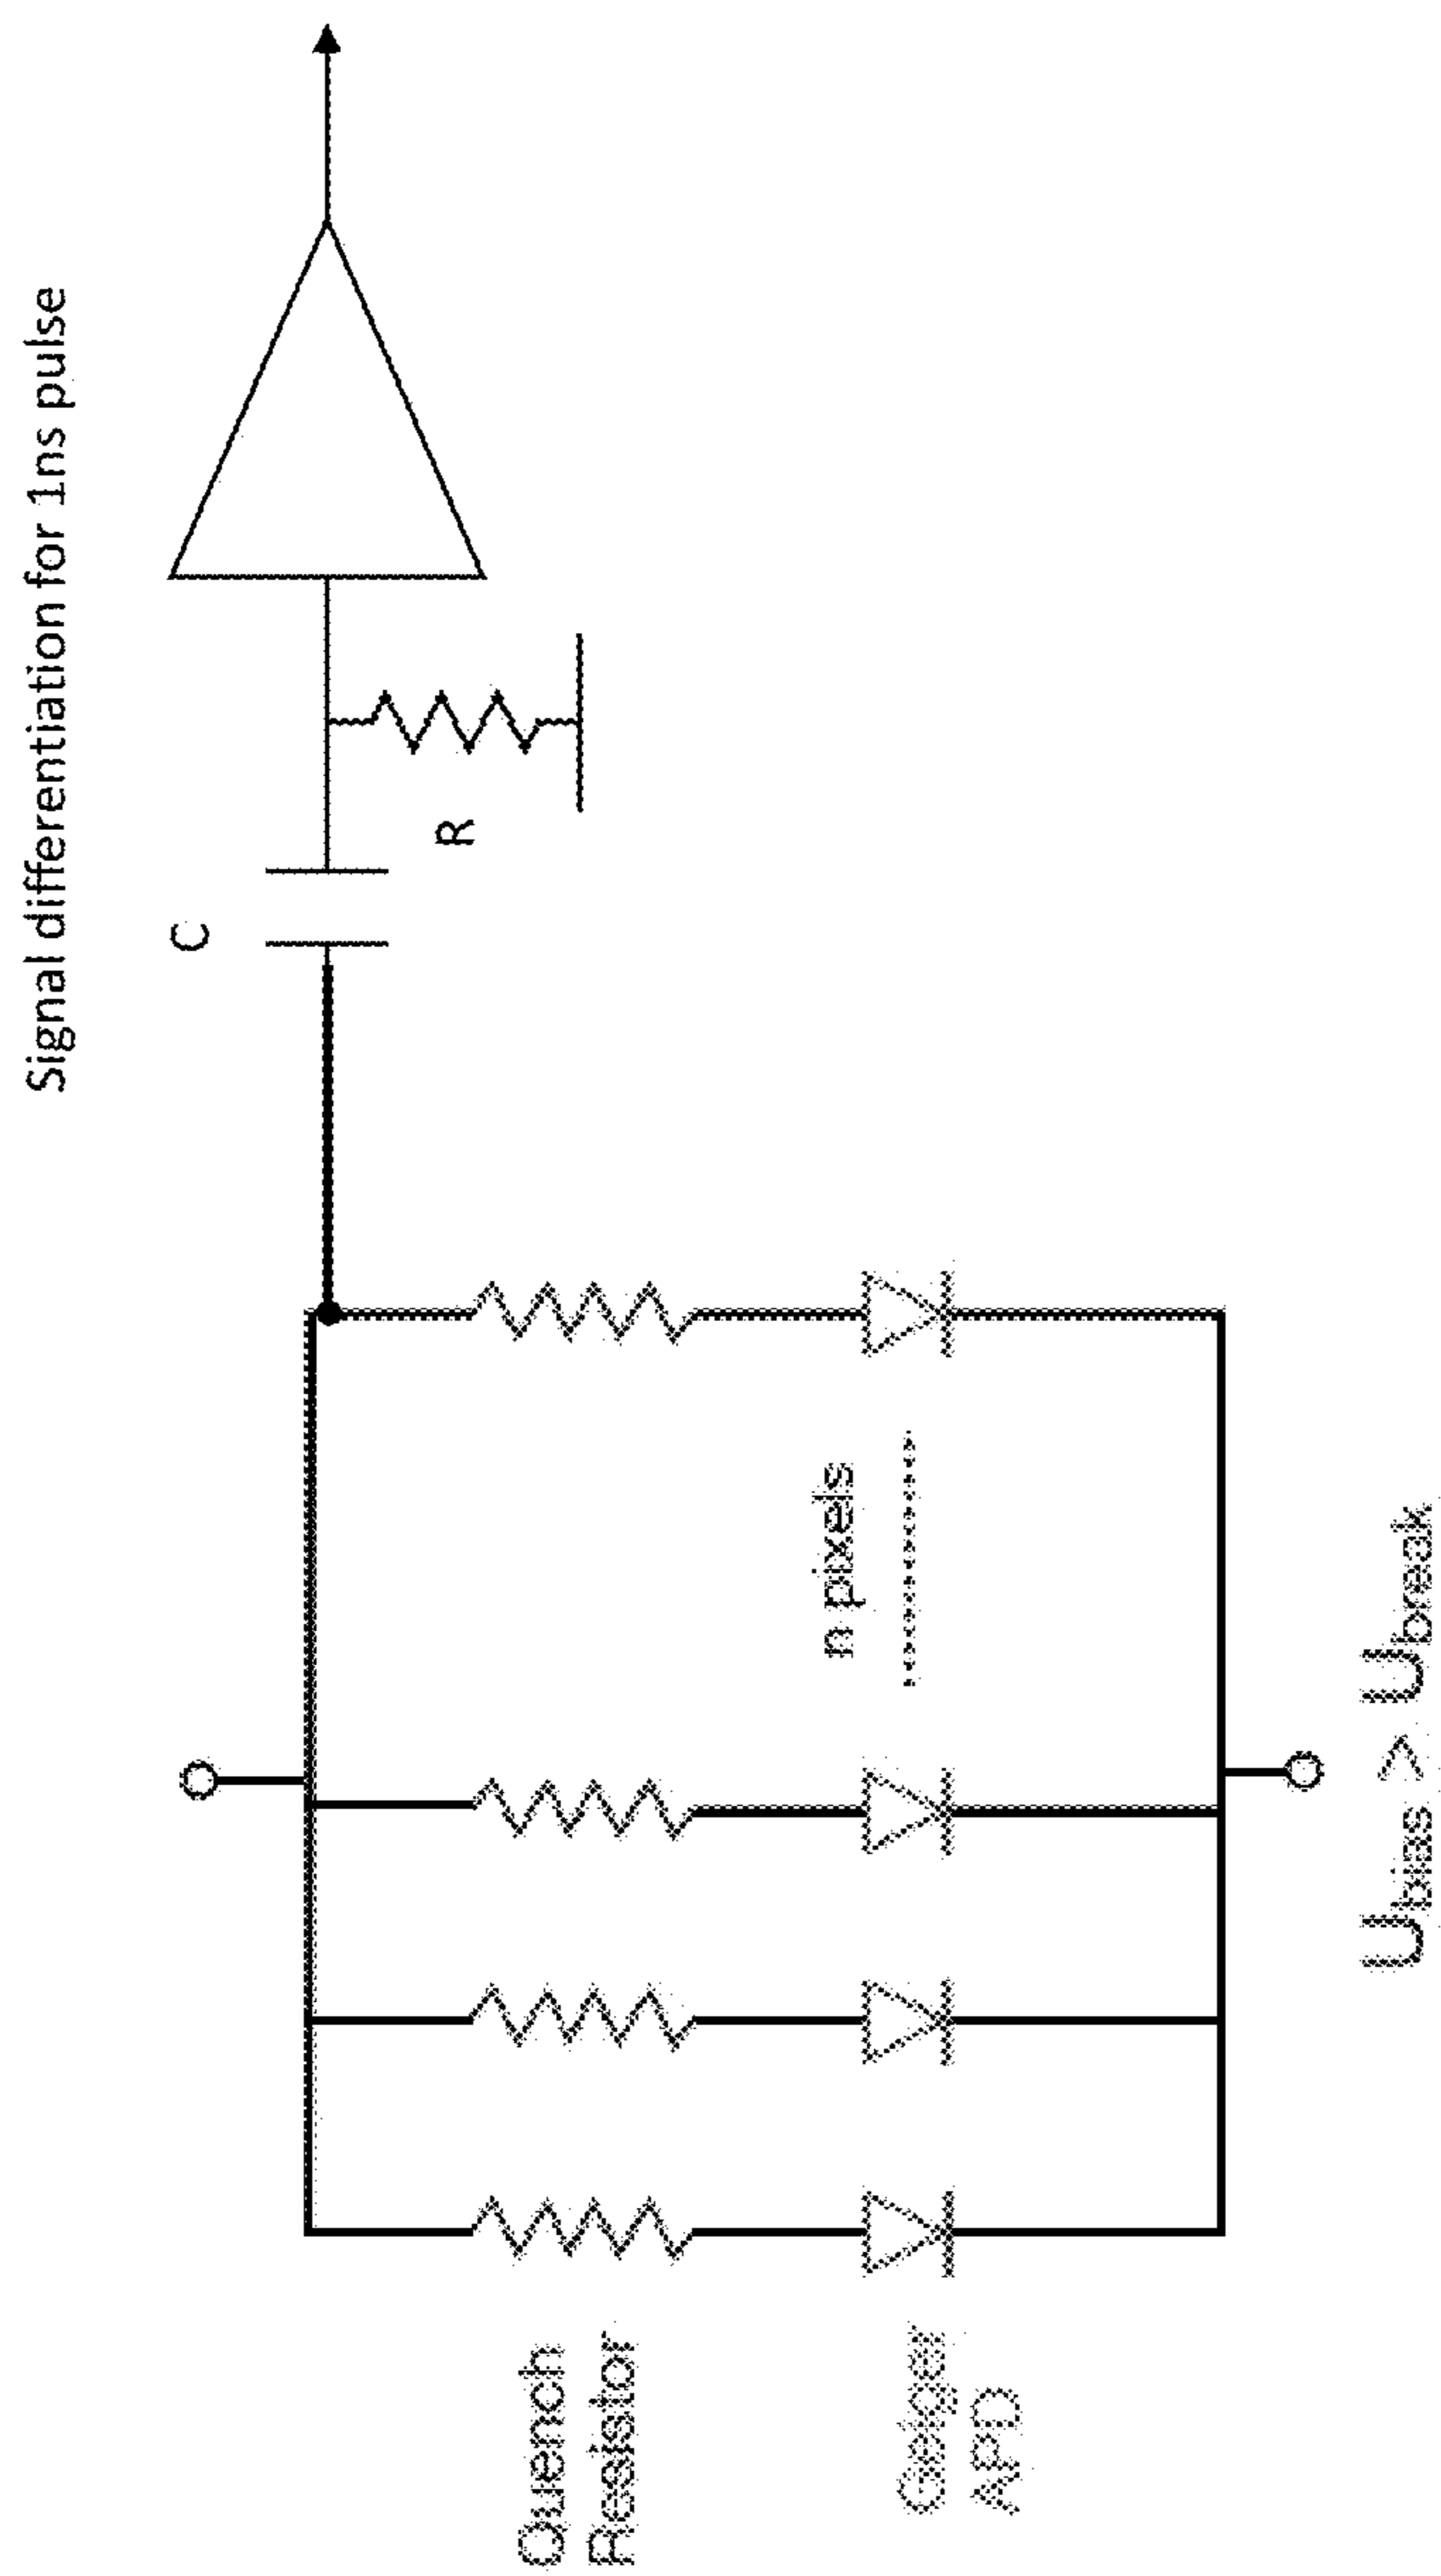 Signal differentiation for 1ns pulse
C
R
n pixels
Quench
Resistor
Geiger
APD
Ubias > Ubreak